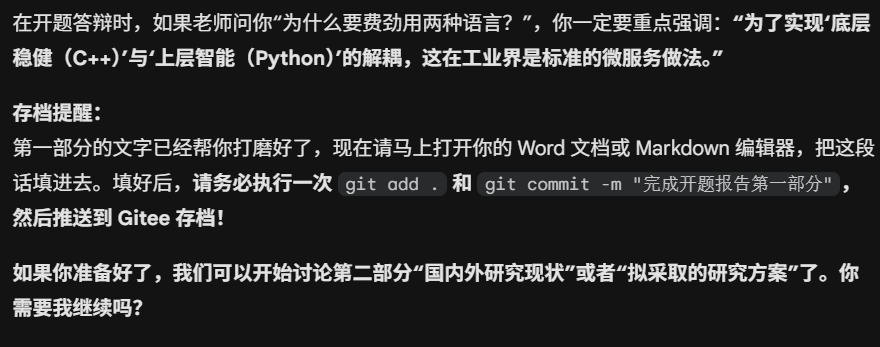 在开题答辩时，如果老师问你“为什么要费劲用两种语言？”，你一定要重点强调：“为了实现‘底层
稳健（C++）’与‘上层智能（Python）’的解耦，这在工业界是标准的微服务做法。”
存档提醒：
第一部分的文字已经帮你打磨好了，现在请马上打开你的 Word 文档或 Markdown 编辑器，把这段
话填进去。填好后，请务必执行一次 git add . 和 git commit -m "完成开题报告第一部分"，
然后推送到 Gitee 存档！
如果你准备好了，我们可以开始讨论第二部分“国内外研究现状”或者“拟采取的研究方案”了。你
需要我继续吗？